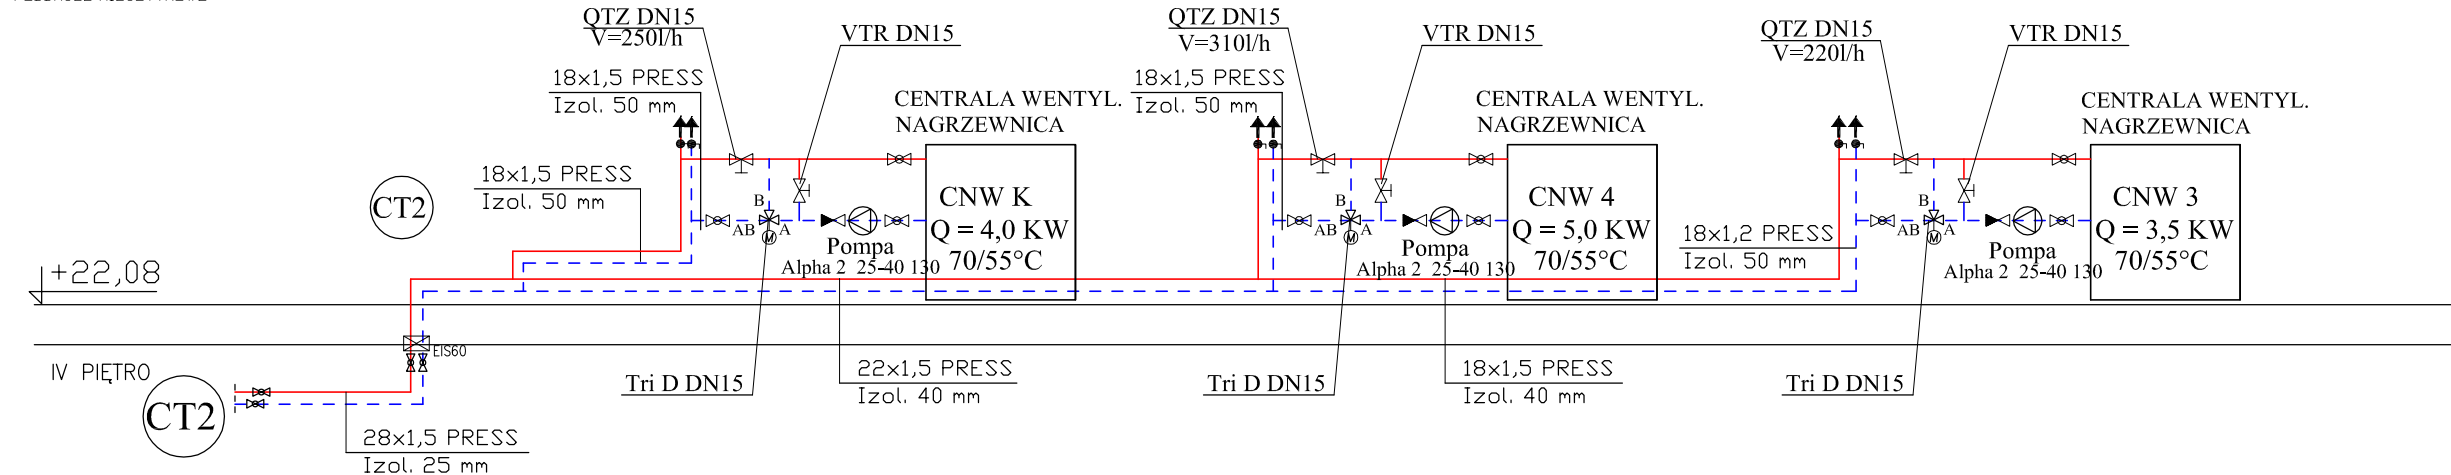 QTZ DN15
V=250l/h
VTR DN15
18x1,5 PRESS
Izol. 50 mm
CENTRALA WENTYL.
NAGRZEWNICA
18x1,5 PRESS
Izol. 50 mm
CT2
B
AB
A
M
Pompa
Alpha 2 25-40 130
CNW K
Q = 4,0 KW
70/55°C
QTZ DN15
V=310l/h
VTR DN15
18x1,5 PRESS
Izol. 50 mm
CENTRALA WENTYL.
NAGRZEWNICA
B
AB
A
M
Pompa
Alpha 2 25-40 130
CNW 4
Q = 5,0 KW
70/55°C
QTZ DN15
V=220l/h
VTR DN15
CENTRALA WENTYL.
NAGRZEWNICA
18x1,2 PRESS
Izol. 50 mm
B
AB
A
M
Pompa
Alpha 2 25-40 130
CNW 3
Q = 3,5 KW
70/55°C
+22,08
EIS60
IV PIĘTRO
CT2
28x1,5 PRESS
Izol. 25 mm
Tri D DN15
22x1,5 PRESS
Izol. 40 mm
Tri D DN15
18x1,5 PRESS
Izol. 40 mm
Tri D DN15